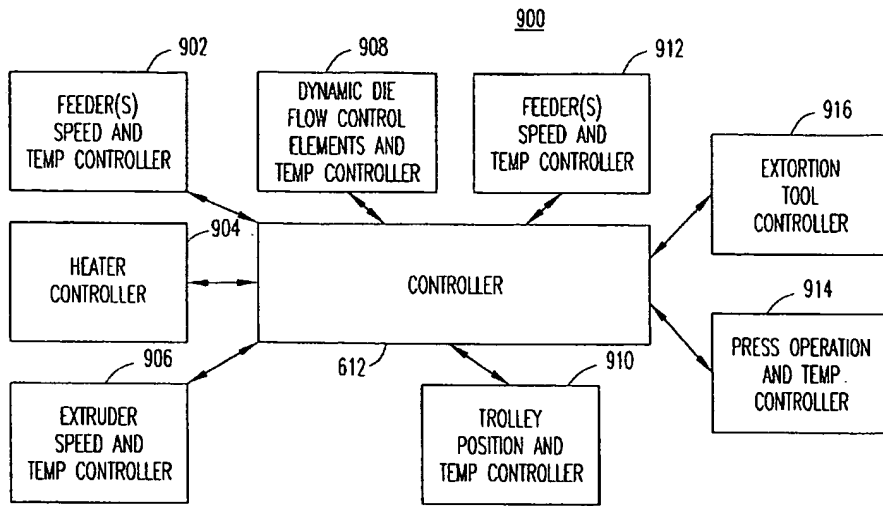 900
902
FEEDER(S)
SPEED AND
TEMP CONTROLLER
908
DYNAMIC DIE
FLOW CONTROL
ELEMENTS AND
TEMP CONTROLLER
912
FEEDER(S)
SPEED AND
TEMP CONTROLLER
916
EXTORTION
TOOL
CONTROLLER
904
HEATER
CONTROLLER
CONTROLLER
612
914
PRESS OPERATION
AND TEMP.
CONTROLLER
906
EXTRUDER
SPEED AND
TEMP CONTROLLER
910
TROLLEY
POSITION AND
TEMP CONTROLLER